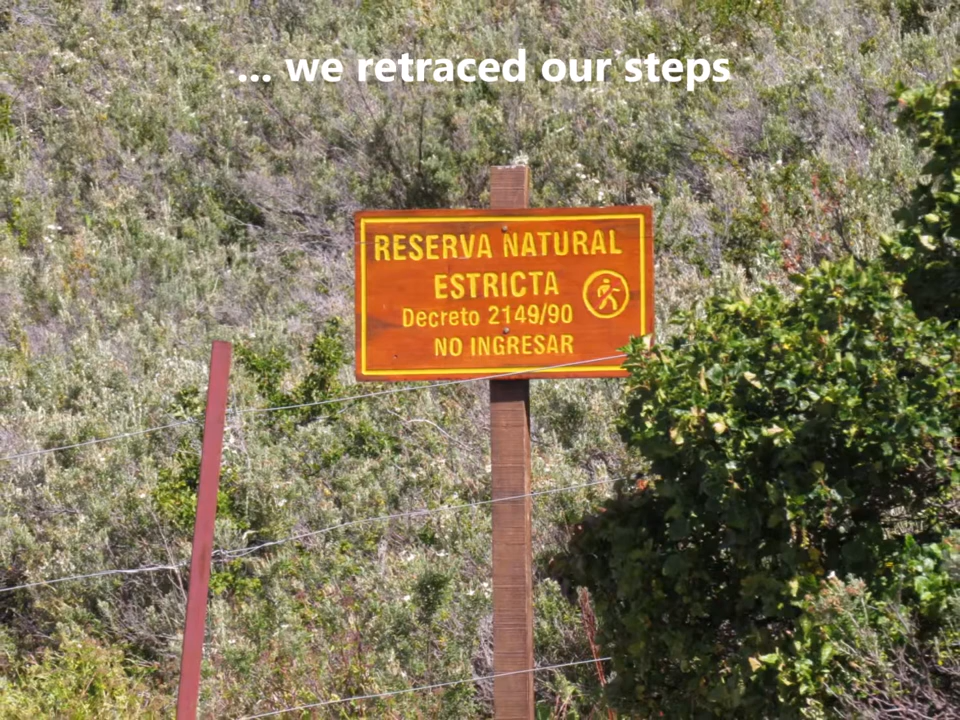 ... we retraced our steps
RESERVA NATURAL
ESTRICTA
Decreto 2149/90
NO INGRESAR